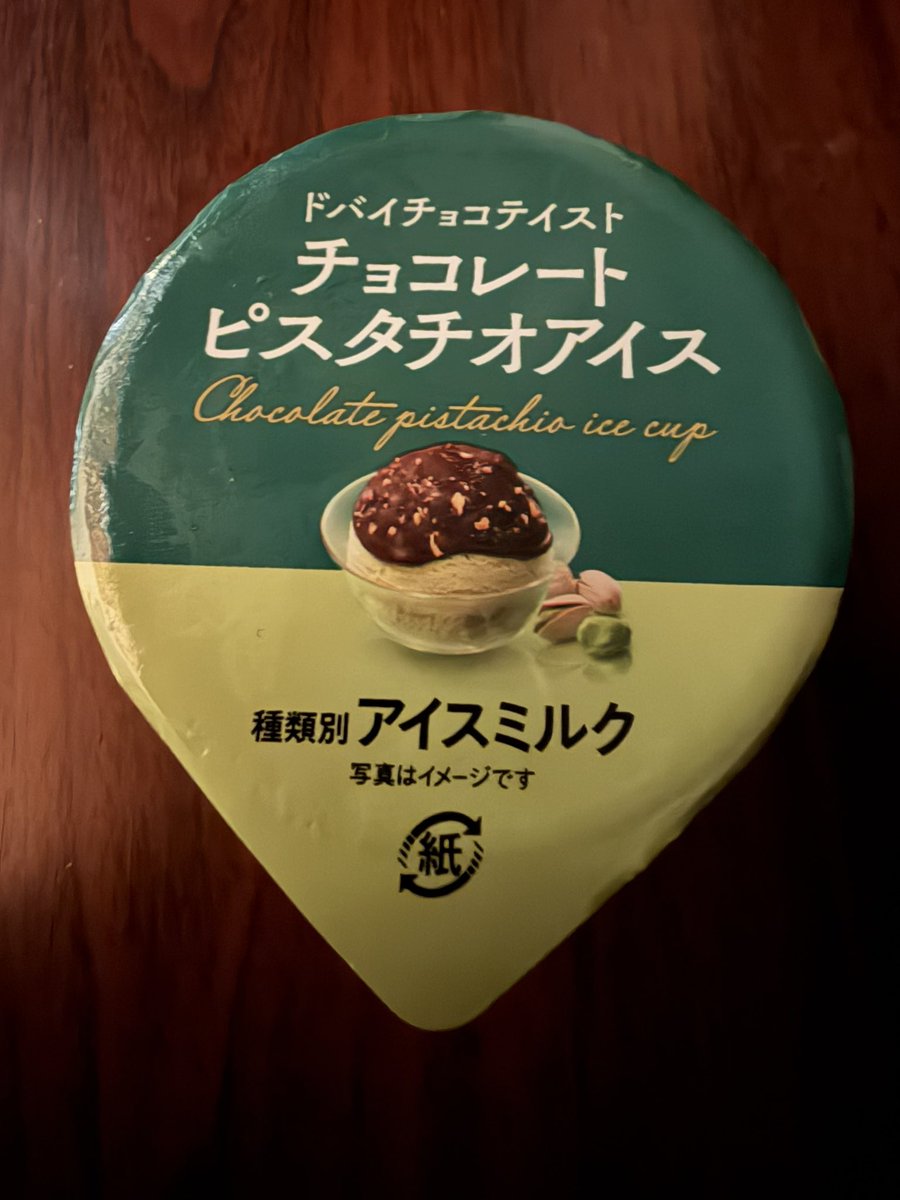 ドバイチョコテイスト
チョコレート
ピスタチオアイス
Chocolate pistachio ice cup
種類別 アイスミルク
写真はイメージです
紙